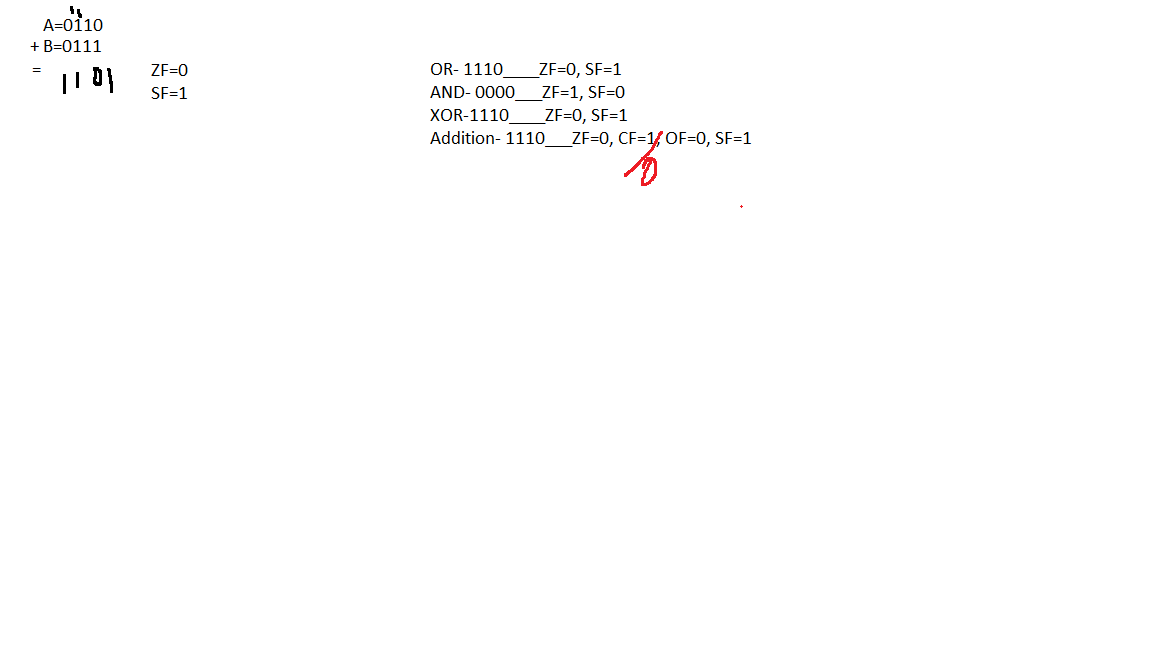 A=0110
+ B=0111
= 1101
ZF=0
SF=1
OR- 1110____ZF=0, SF=1
AND- 0000___ZF=1, SF=0
XOR-1110____ZF=0, SF=1
Addition- 1110___ZF=0, CF=1, OF=0, SF=1
0